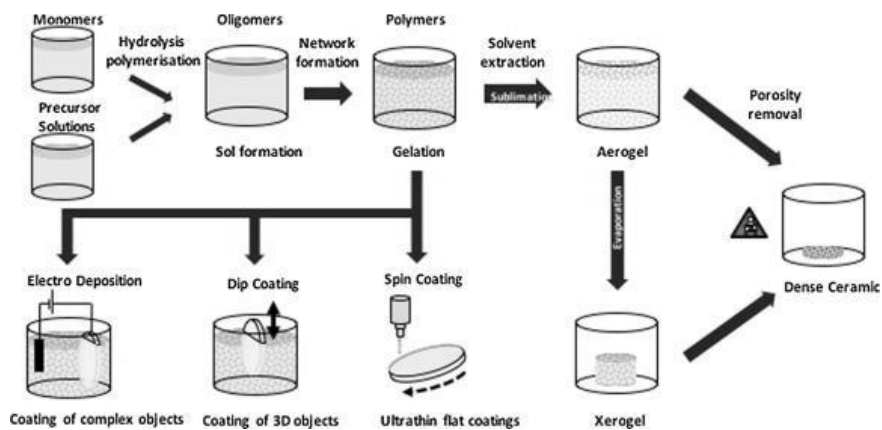 Monomers
Oligomers
Polymers
Hydrolysis
polymerisation
Network
formation
Solvent
extraction
Sublimation
Porosity
removal
Precursor
Solutions
Sol formation
Gelation
Aerogel
Evaporation
Electro Deposition
Dip Coating
Spin Coating
Dense Ceramic
Coating of complex objects
Coating of 3D objects
Ultrathin flat coatings
Xerogel